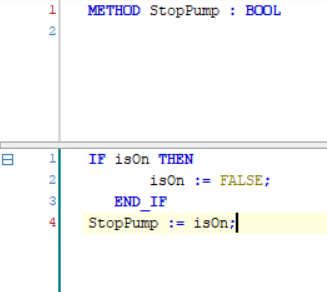 1 METHOD StopPump : BOOL
2
1 IF isOn THEN
2 isOn := FALSE;
3 END_IF
4 StopPump := isOn;